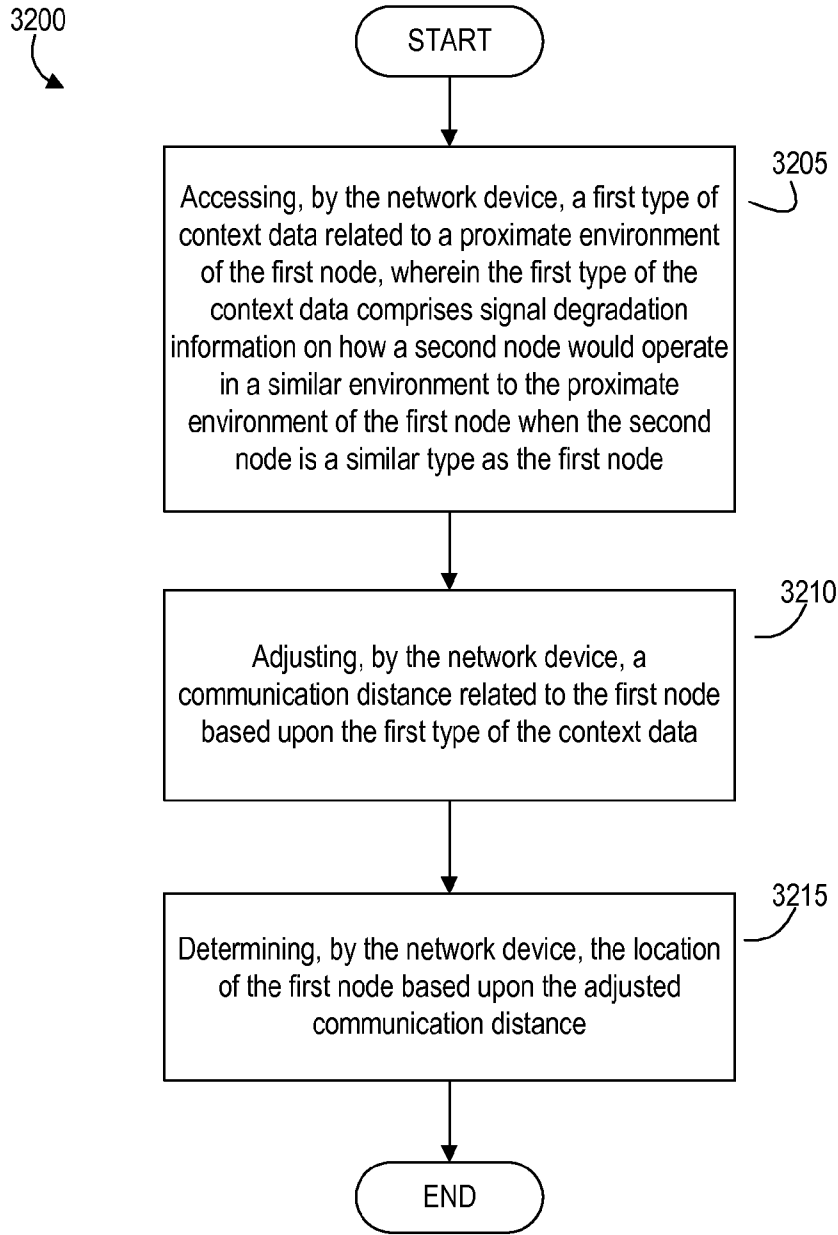 3200
START
3205
Accessing, by the network device, a first type of
context data related to a proximate environment
of the first node, wherein the first type of the
context data comprises signal degradation
information on how a second node would operate
in a similar environment to the proximate
environment of the first node when the second
node is a similar type as the first node
3210
Adjusting, by the network device, a
communication distance related to the first node
based upon the first type of the context data
3215
Determining, by the network device, the location
of the first node based upon the adjusted
communication distance
END